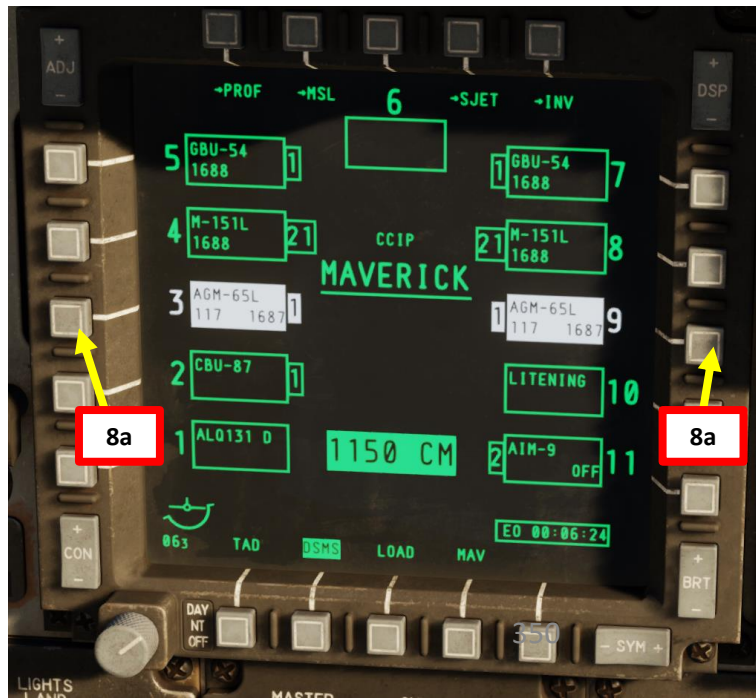 +
ADJ
-
+
DSP
-
→PROF →MSL 6 →SJET →INV
5 GBU-54 1
1688
1 GBU-54 7
1688
4 M-151L 21
1688
CCIP
21 M-151L 8
1688
MAVERICK
3 AGM-65L 1
117 1687
1 AGM-65L 9
117 1687
2 CBU-87 1
LITENING 10
8a
8a
1 ALQ131 D
1150 CM
2 AIM-9 11
OFF
063
EO 00:06:24
TAD DSMS LOAD MAV
CON
-
+
BRT
-
DAY
NT
OFF
350
- SYM +
LIGHTS
LAND
MASTER